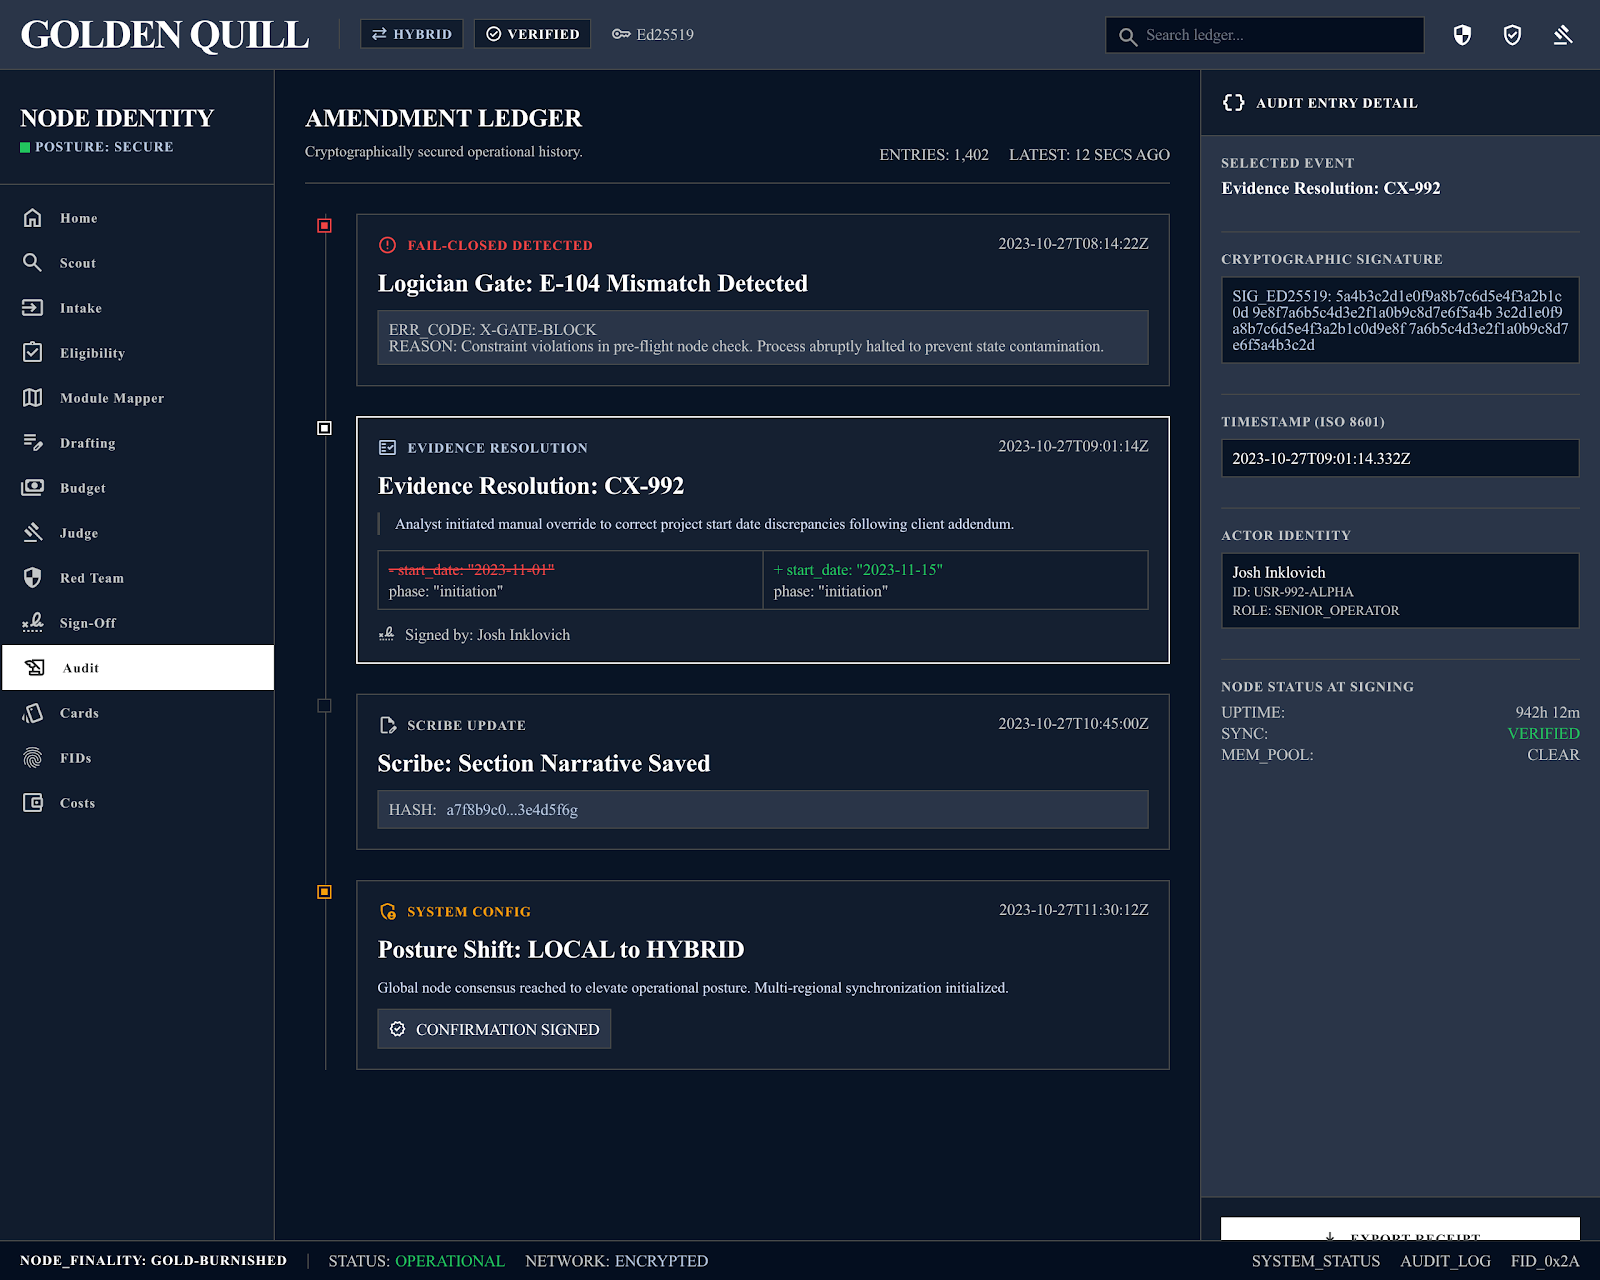 GOLDEN QUILL
HYBRID
VERIFIED
Ed25519
Search ledger...
NODE IDENTITY
POSTURE: SECURE
Home
Scout
Intake
Eligibility
Module Mapper
Drafting
Budget
Judge
Red Team
Sign-Off
Audit
Cards
FIDs
Costs
AMENDMENT LEDGER
Cryptographically secured operational history.
ENTRIES: 1,402
LATEST: 12 SECS AGO
FAIL-CLOSED DETECTED
2023-10-27T08:14:22Z
Logician Gate: E-104 Mismatch Detected
ERR_CODE: X-GATE-BLOCK
REASON: Constraint violations in pre-flight node check. Process abruptly halted to prevent state contamination.
EVIDENCE RESOLUTION
2023-10-27T09:01:14Z
Evidence Resolution: CX-992
Analyst initiated manual override to correct project start date discrepancies following client addendum.
- start_date: "2023-11-01"
phase: "initiation"
+ start_date: "2023-11-15"
phase: "initiation"
Signed by: Josh Inklovich
SCRIBE UPDATE
2023-10-27T10:45:00Z
Scribe: Section Narrative Saved
HASH: a7f8b9c0...3e4d5f6g
SYSTEM CONFIG
2023-10-27T11:30:12Z
Posture Shift: LOCAL to HYBRID
Global node consensus reached to elevate operational posture. Multi-regional synchronization initialized.
CONFIRMATION SIGNED
AUDIT ENTRY DETAIL
SELECTED EVENT
Evidence Resolution: CX-992
CRYPTOGRAPHIC SIGNATURE
SIG_ED25519: 5a4b3c2d1e0f9a8b7c6d5e4f3a2b1c
0d 9e8f7a6b5c4d3e2f1a0b9c8d7e6f5a4b 3c2d1e0f9
a8b7c6d5e4f3a2b1c0d9e8f 7a6b5c4d3e2f1a0b9c8d7
e6f5a4b3c2d
TIMESTAMP (ISO 8601)
2023-10-27T09:01:14.332Z
ACTOR IDENTITY
Josh Inklovich
ID: USR-992-ALPHA
ROLE: SENIOR_OPERATOR
NODE STATUS AT SIGNING
UPTIME: 942h 12m
SYNC: VERIFIED
MEM_POOL: CLEAR
EXPORT RECEIPT
NODE_FINALITY: GOLD-BURNISHED
STATUS: OPERATIONAL
NETWORK: ENCRYPTED
SYSTEM_STATUS
AUDIT_LOG
FID_0x2A